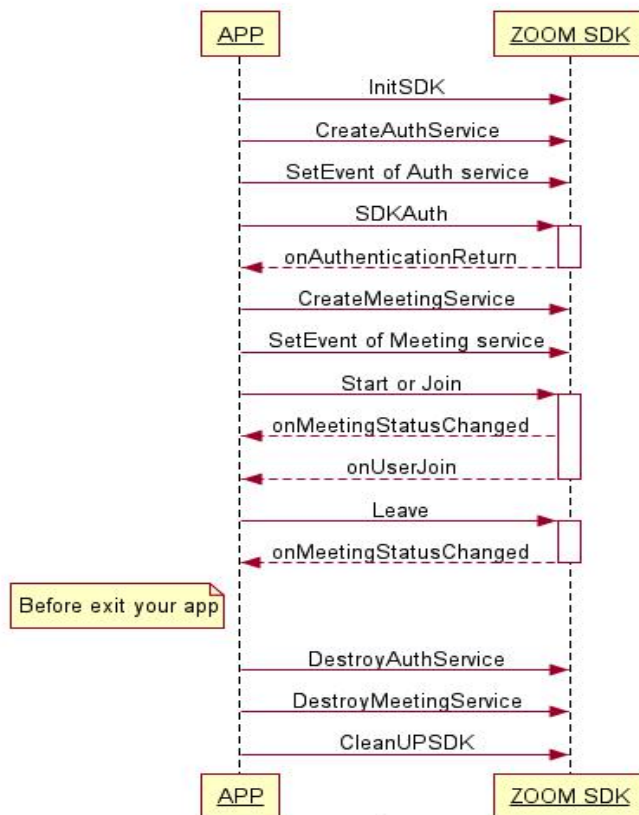 APP
ZOOM SDK
InitSDK
CreateAuthService
SetEvent of Auth service
SDKAuth
onAuthenticationReturn
CreateMeetingService
SetEvent of Meeting service
Start or Join
onMeetingStatusChanged
onUserJoin
Leave
onMeetingStatusChanged
Before exit your app
DestroyAuthService
DestroyMeetingService
CleanUPSDK
APP
ZOOM SDK